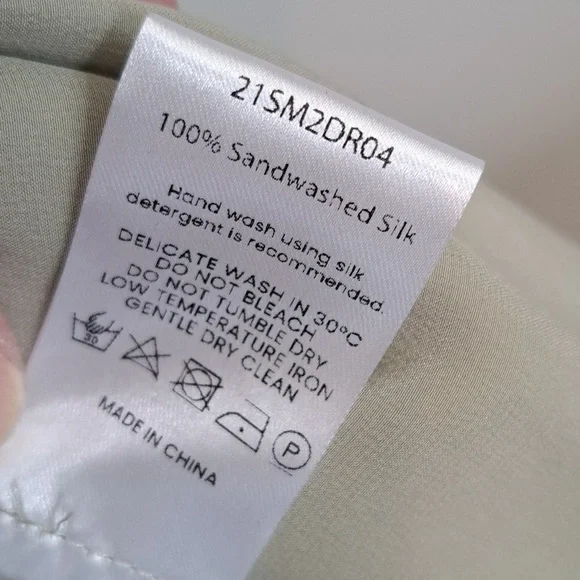 21SM2DR04
100% Sandwashed Silk
Hand wash using silk
detergent is recommended.
DELICATE WASH IN 30°C
DO NOT BLEACH
DO NOT TUMBLE DRY
LOW TEMPERATURE IRON
GENTLE DRY CLEAN
30
P
MADE IN CHINA